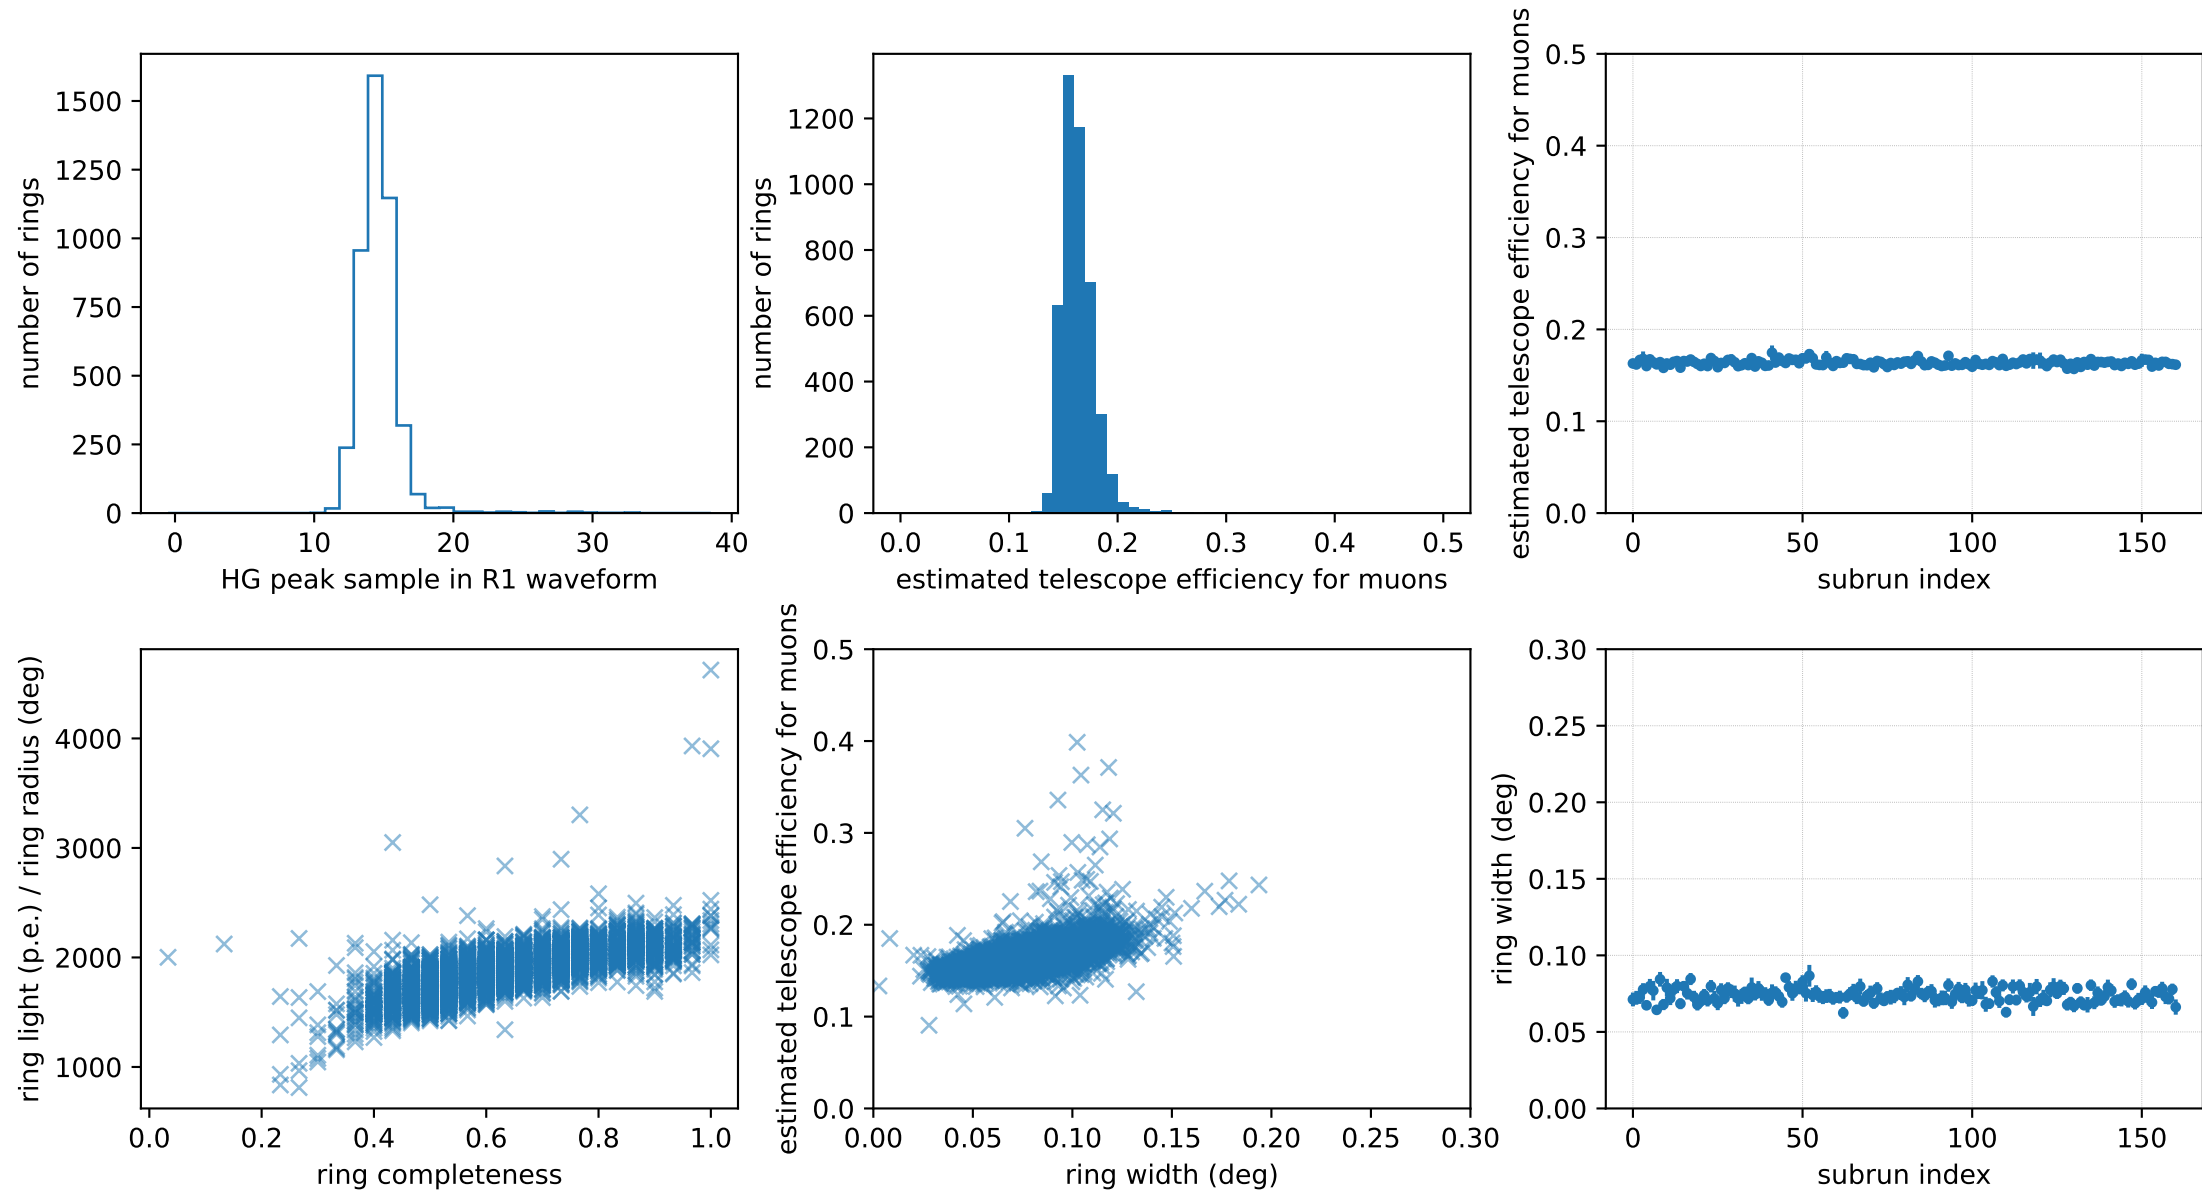 number of rings
1500
1250
1000
750
500
250
0
0 10 20 30 40
HG peak sample in R1 waveform
number of rings
1200
1000
800
600
400
200
0
0.0 0.1 0.2 0.3 0.4 0.5
estimated telescope efficiency for muons
estimated telescope efficiency for muons
0.5
0.4
0.3
0.2
0.1
0.0
0 50 100 150
subrun index
ring light (p.e.) / ring radius (deg)
4000
3000
2000
1000
0.0 0.2 0.4 0.6 0.8 1.0
ring completeness
estimated telescope efficiency for muons
0.5
0.4
0.3
0.2
0.1
0.0
0.00 0.05 0.10 0.15 0.20 0.25 0.30
ring width (deg)
ring width (deg)
0.30
0.25
0.20
0.15
0.10
0.05
0.00
0 50 100 150
subrun index